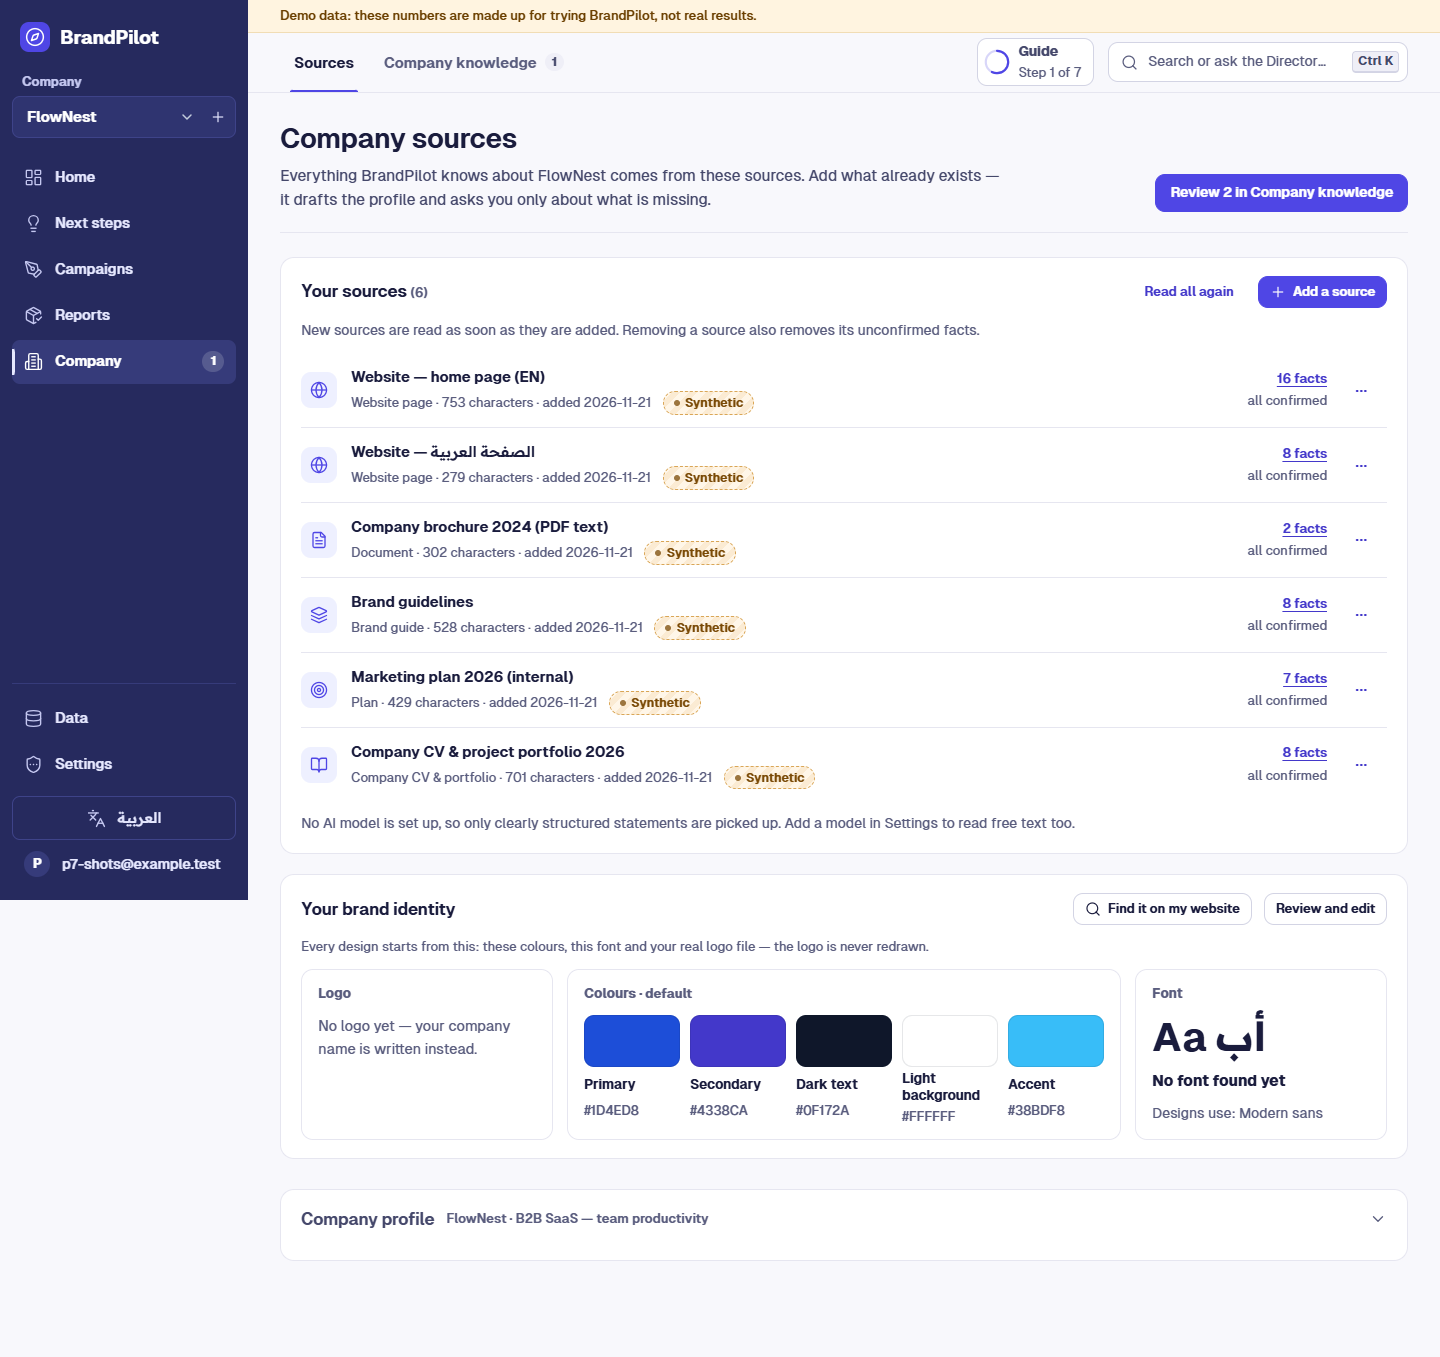 Demo data: these numbers are made up for trying BrandPilot, not real results.
BrandPilot
Company
FlowNest
Home
Next steps
Campaigns
Reports
Company 1
Data
Settings
العربية
P p7-shots@example.test
Sources
Company knowledge 1
Guide
Step 1 of 7
Search or ask the Director... Ctrl K
Company sources
Everything BrandPilot knows about FlowNest comes from these sources. Add what already exists —
it drafts the profile and asks you only about what is missing.
Review 2 in Company knowledge
Your sources (6)
Read all again
Add a source
New sources are read as soon as they are added. Removing a source also removes its unconfirmed facts.
Website — home page (EN)
Website page · 753 characters · added 2026-11-21 Synthetic
16 facts
all confirmed
Website — الصفحة العربية
Website page · 279 characters · added 2026-11-21 Synthetic
8 facts
all confirmed
Company brochure 2024 (PDF text)
Document · 302 characters · added 2026-11-21 Synthetic
2 facts
all confirmed
Brand guidelines
Brand guide · 528 characters · added 2026-11-21 Synthetic
8 facts
all confirmed
Marketing plan 2026 (internal)
Plan · 429 characters · added 2026-11-21 Synthetic
7 facts
all confirmed
Company CV & project portfolio 2026
Company CV & portfolio · 701 characters · added 2026-11-21 Synthetic
8 facts
all confirmed
No AI model is set up, so only clearly structured statements are picked up. Add a model in Settings to read free text too.
Your brand identity
Find it on my website
Review and edit
Every design starts from this: these colours, this font and your real logo file — the logo is never redrawn.
Logo
No logo yet — your company
name is written instead.
Colours · default
Primary
#1D4ED8
Secondary
#4338CA
Dark text
#0F172A
Light
background
#FFFFFF
Accent
#38BDF8
Font
Aa أب
No font found yet
Designs use: Modern sans
Company profile FlowNest · B2B SaaS — team productivity